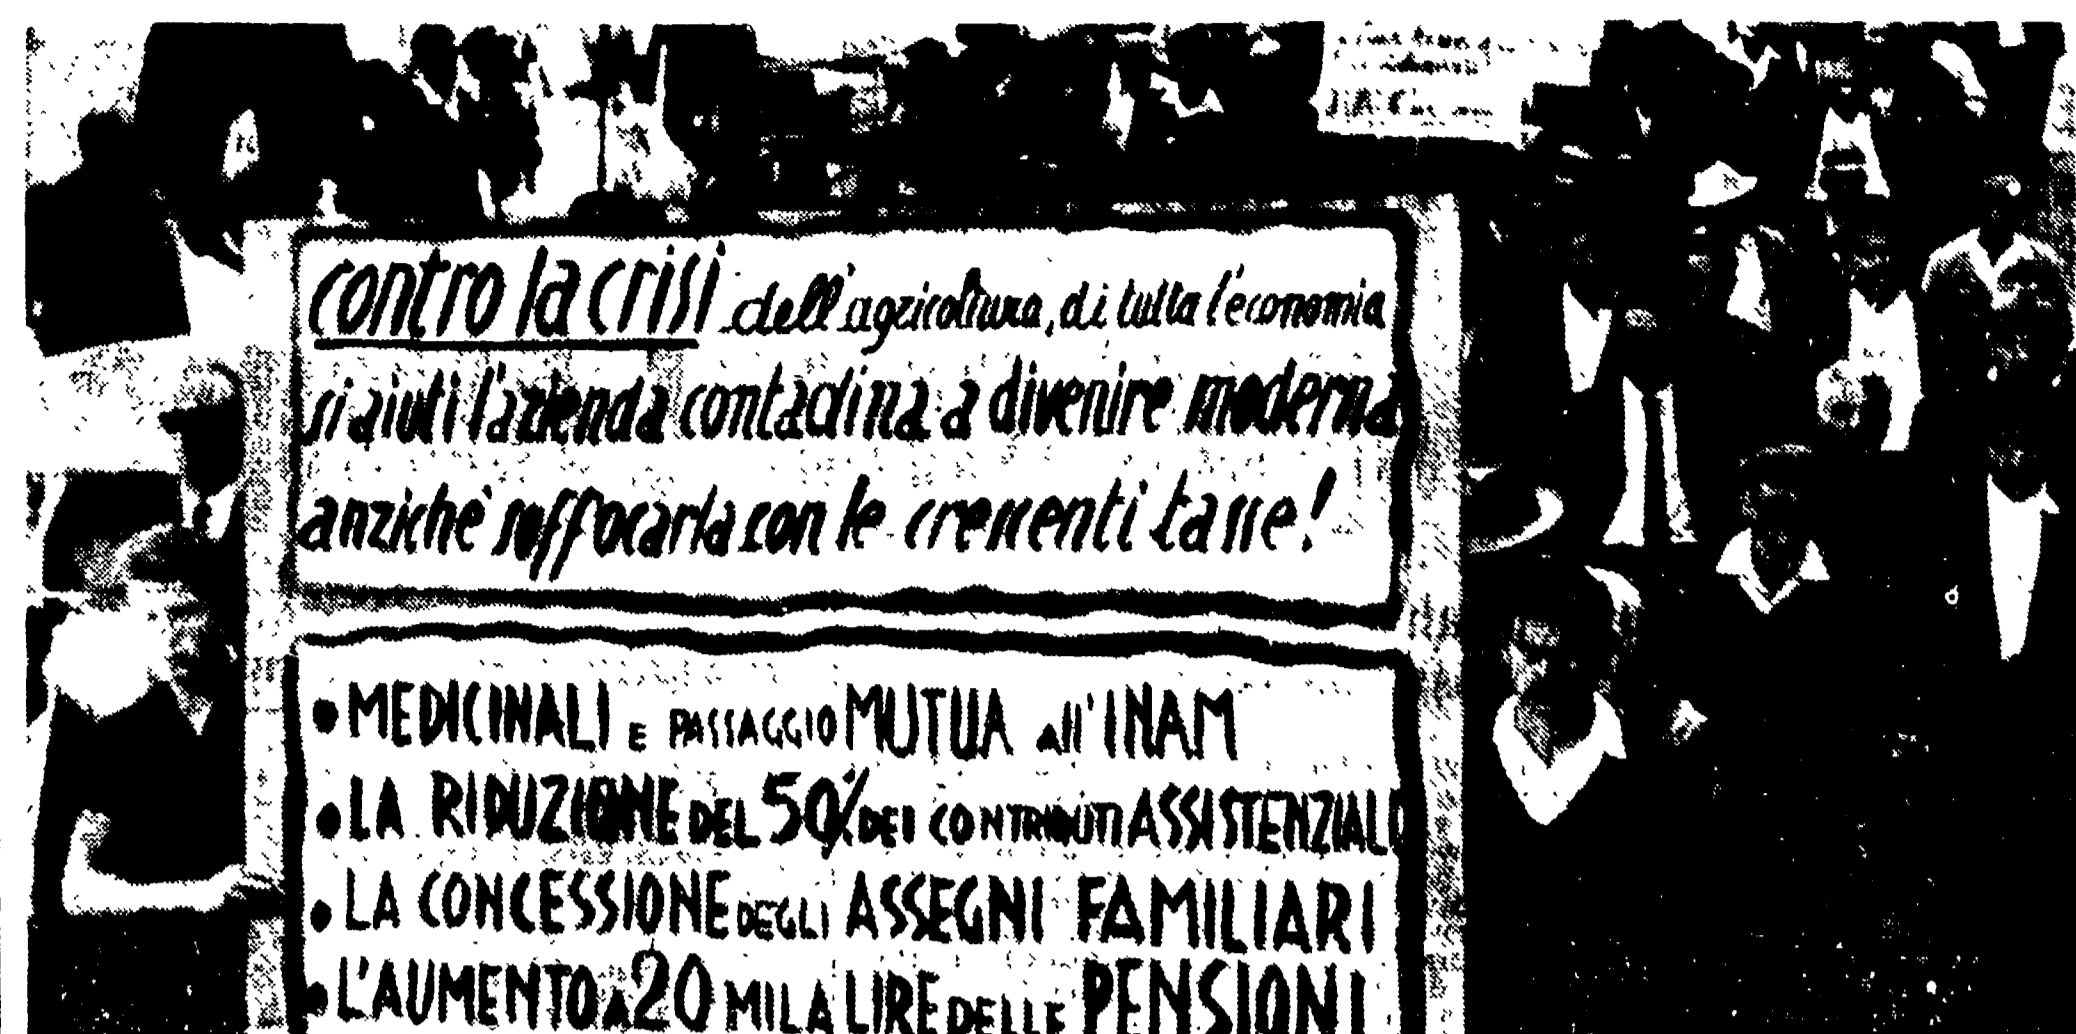 contro la crisi dell'agricoltura, di tutta l'economia
si aiuti l'azienda contadina a divenire moderna
anzichè soffocarla con le crescenti tasse!
• MEDICINALI E PASSAGGIO MUTUA all'INAM
• LA RIDUZIONE DEL 50% DEI CONTRIBUTI ASSISTENZIALI
• LA CONCESSIONE DEGLI ASSEGNI FAMILIARI
• L'AUMENTO A 20 MILA LIRE DELLE PENSIONI